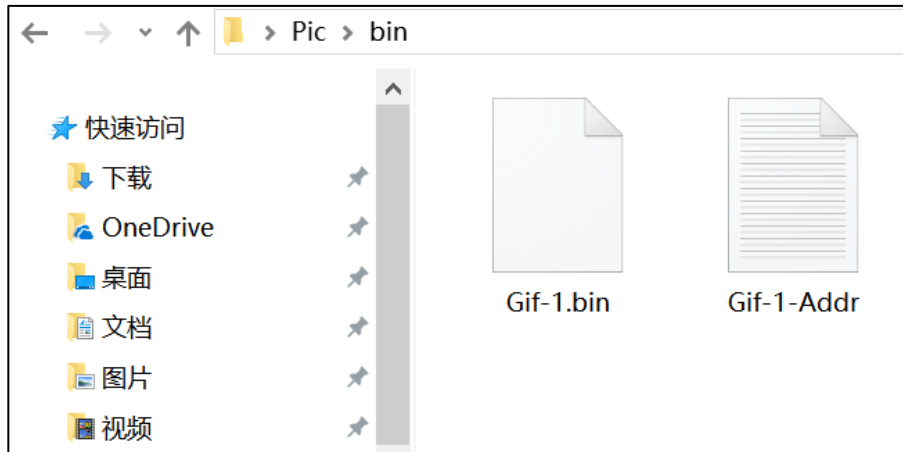 Pic > bin
快速访问
下载
OneDrive
桌面
文档
图片
视频
Gif-1.bin
Gif-1-Addr